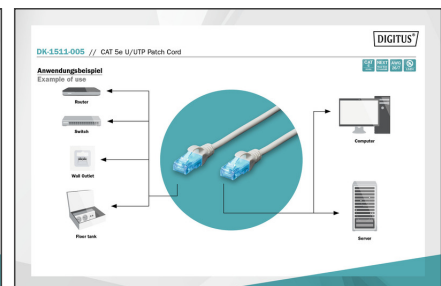 DIGITUS®
DK-1511-005 // CAT 5e U/UTP Patch Cord
Anwendungsbeispiel
Example of use
Router
Switch
Wall Outlet
Floor tank
Computer
Server